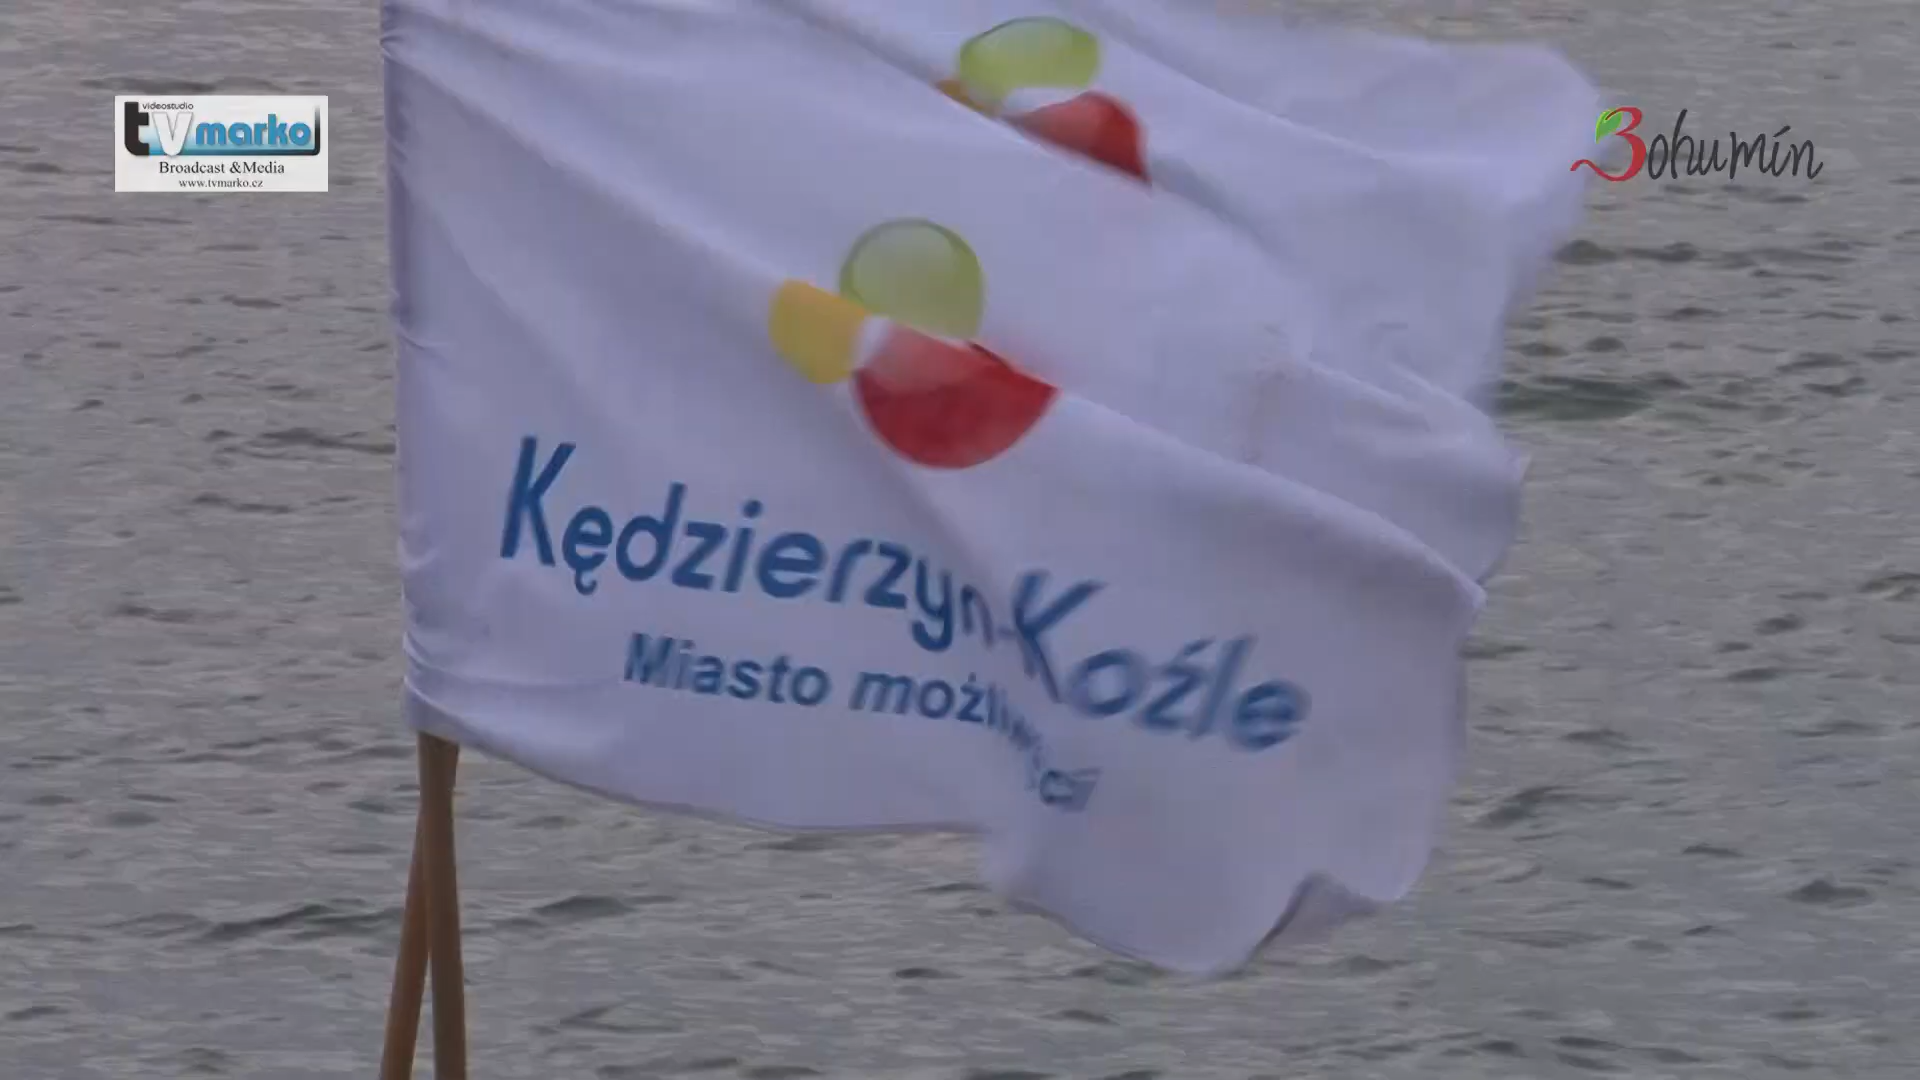 videostudio
tvmarko
Broadcast &Media
www.tvmarko.cz
Bohumín
Kędzierzyn-Koźle
Miasto możliwości